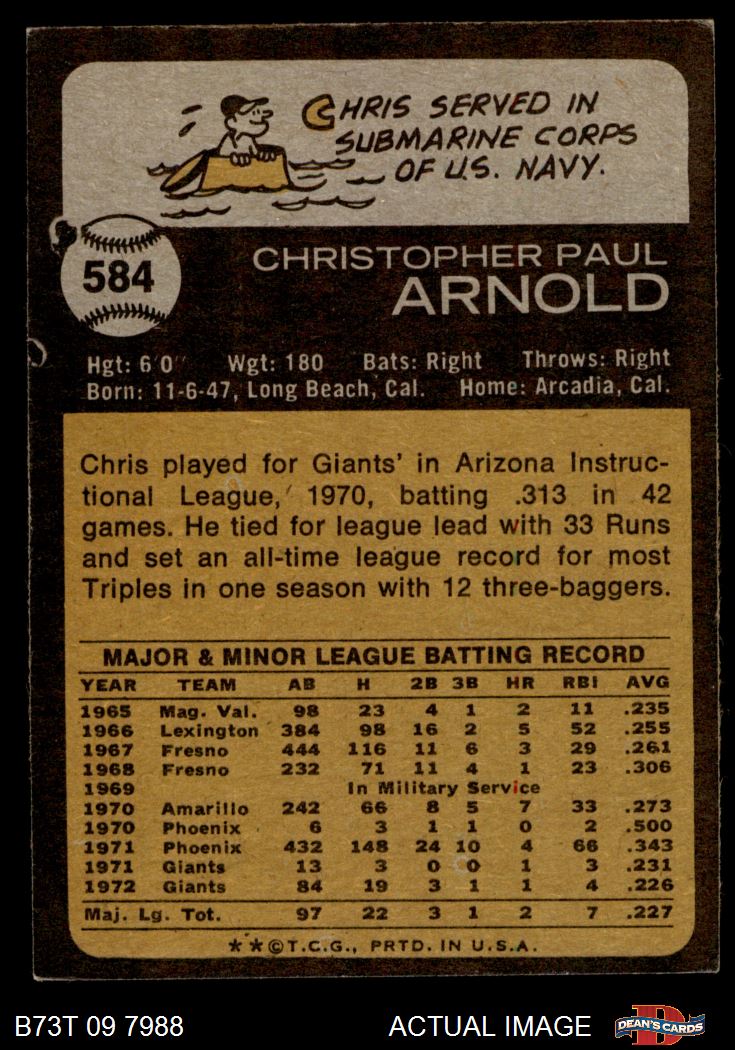 CHRIS SERVED IN
SUBMARINE CORPS
OF U.S. NAVY.
584
CHRISTOPHER PAUL
ARNOLD
Hgt: 6'0" Wgt: 180 Bats: Right Throws: Right
Born: 11-6-47, Long Beach, Cal. Home: Arcadia, Cal.
Chris played for Giants' in Arizona Instruc-
tional League, 1970, batting .313 in 42
games. He tied for league lead with 33 Runs
and set an all-time league record for most
Triples in one season with 12 three-baggers.
MAJOR & MINOR LEAGUE BATTING RECORD
YEAR TEAM AB H 2B 3B HR RBI AVG
1965 Mag. Val. 98 23 4 1 2 11 .235
1966 Lexington 384 98 16 2 5 52 .255
1967 Fresno 444 116 11 6 3 29 .261
1968 Fresno 232 71 11 4 1 23 .306
1969 In Military Service
1970 Amarillo 242 66 8 5 7 33 .273
1970 Phoenix 6 3 1 1 0 2 .500
1971 Phoenix 432 148 24 10 4 66 .343
1971 Giants 13 3 0 0 1 3 .231
1972 Giants 84 19 3 1 1 4 .226
Maj. Lg. Tot. 97 22 3 1 2 7 .227
**©T.C.G., PRTD. IN U.S.A.
B73T 09 7988 ACTUAL IMAGE DEAN'S CARDS